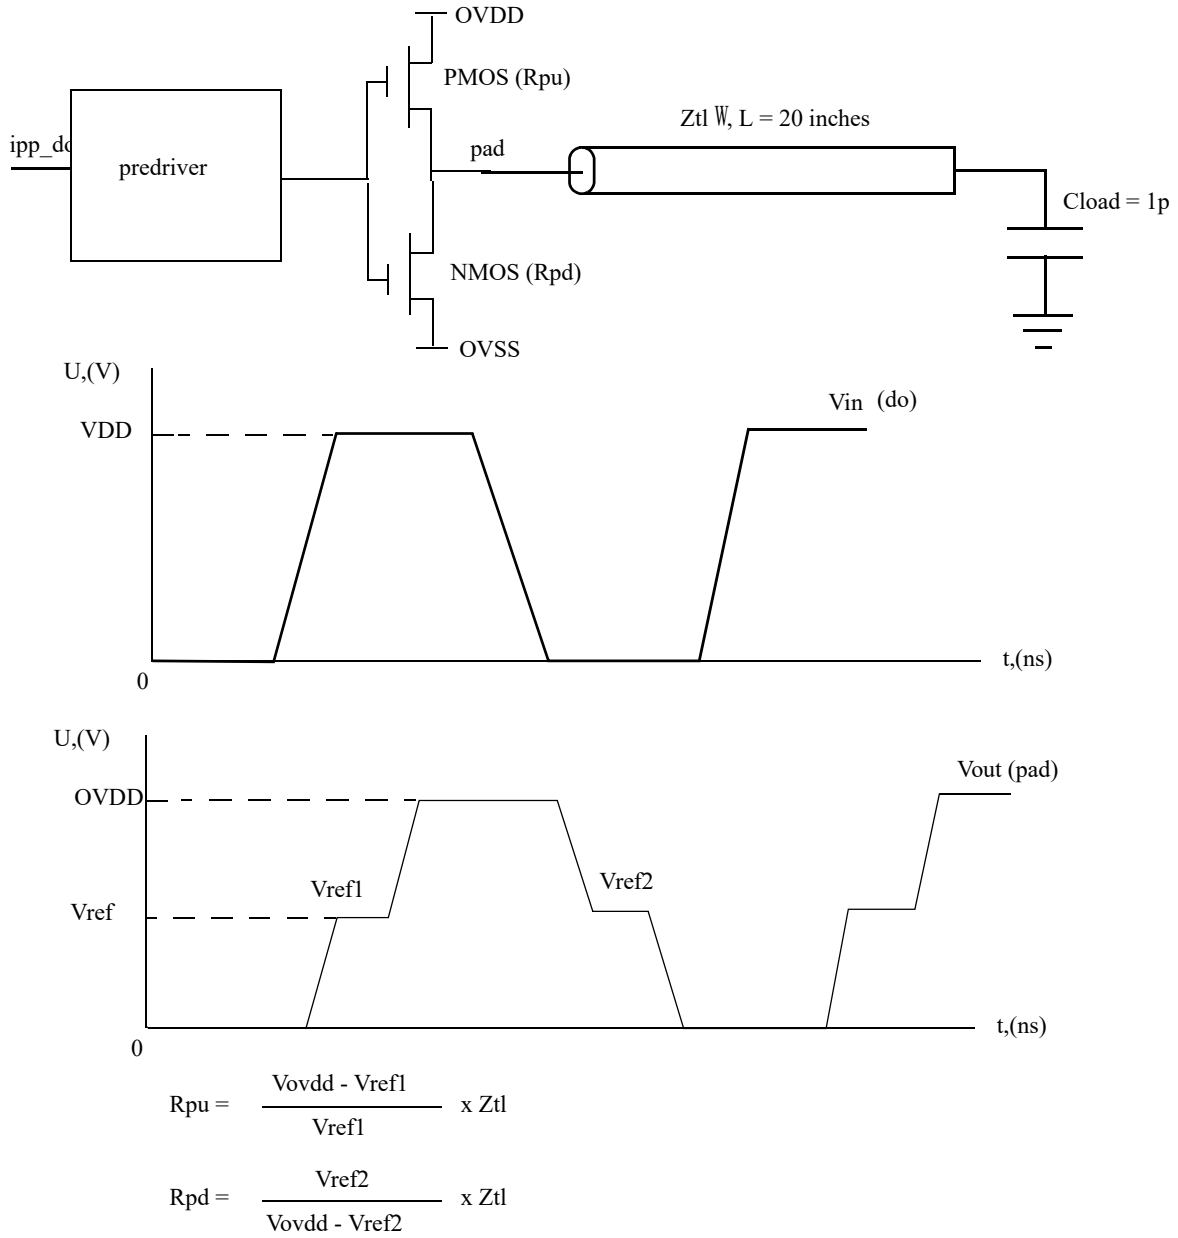 OVDD
PMOS (Rpu)
Ztl W, L = 20 inches
ipp_do
predriver
pad
Cload = 1p
NMOS (Rpd)
OVSS
U,(V)
Vin (do)
VDD
t,(ns)
0
U,(V)
Vout (pad)
OVDD
Vref1
Vref2
Vref
t,(ns)
0
Rpu = Vovdd - Vref1 x Ztl
Vref1
Rpd = Vref2 x Ztl
Vovdd - Vref2